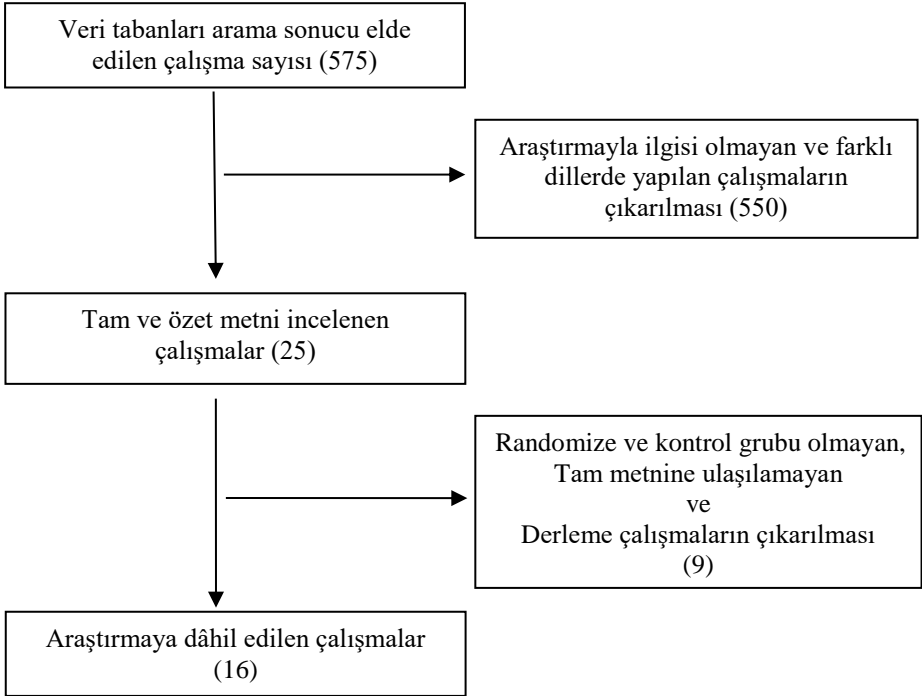 Veri tabanları arama sonucu elde
edilen çalışma sayısı (575)
Araştırmayla ilgisi olmayan ve farklı
dillerde yapılan çalışmaların
çıkarılması (550)
Tam ve özet metni incelenen
çalışmalar (25)
Randomize ve kontrol grubu olmayan,
Tam metnine ulaşılamayan
ve
Derleme çalışmaların çıkarılması
(9)
Araştırmaya dâhil edilen çalışmalar
(16)